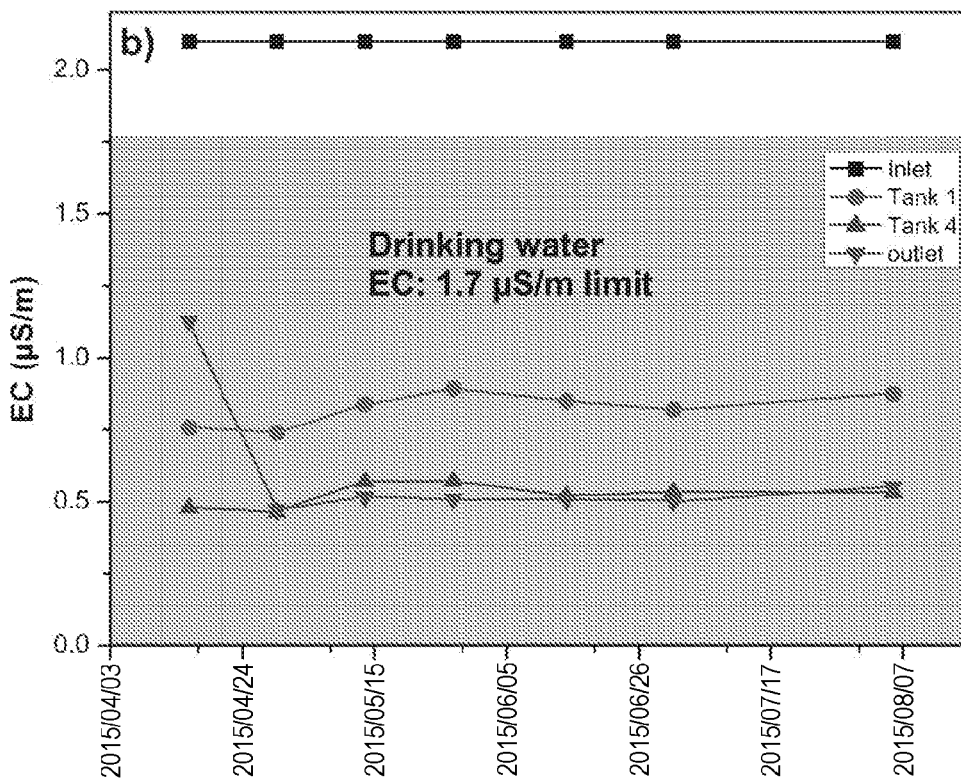 b)
2.0
1.5
1.0
0.5
0.0
EC (µS/m)
Inlet
Tank 1
Tank 4
outlet
Drinking water
EC: 1.7 µS/m limit
2015/04/03
2015/04/24
2015/05/15
2015/06/05
2015/06/26
2015/07/17
2015/08/07